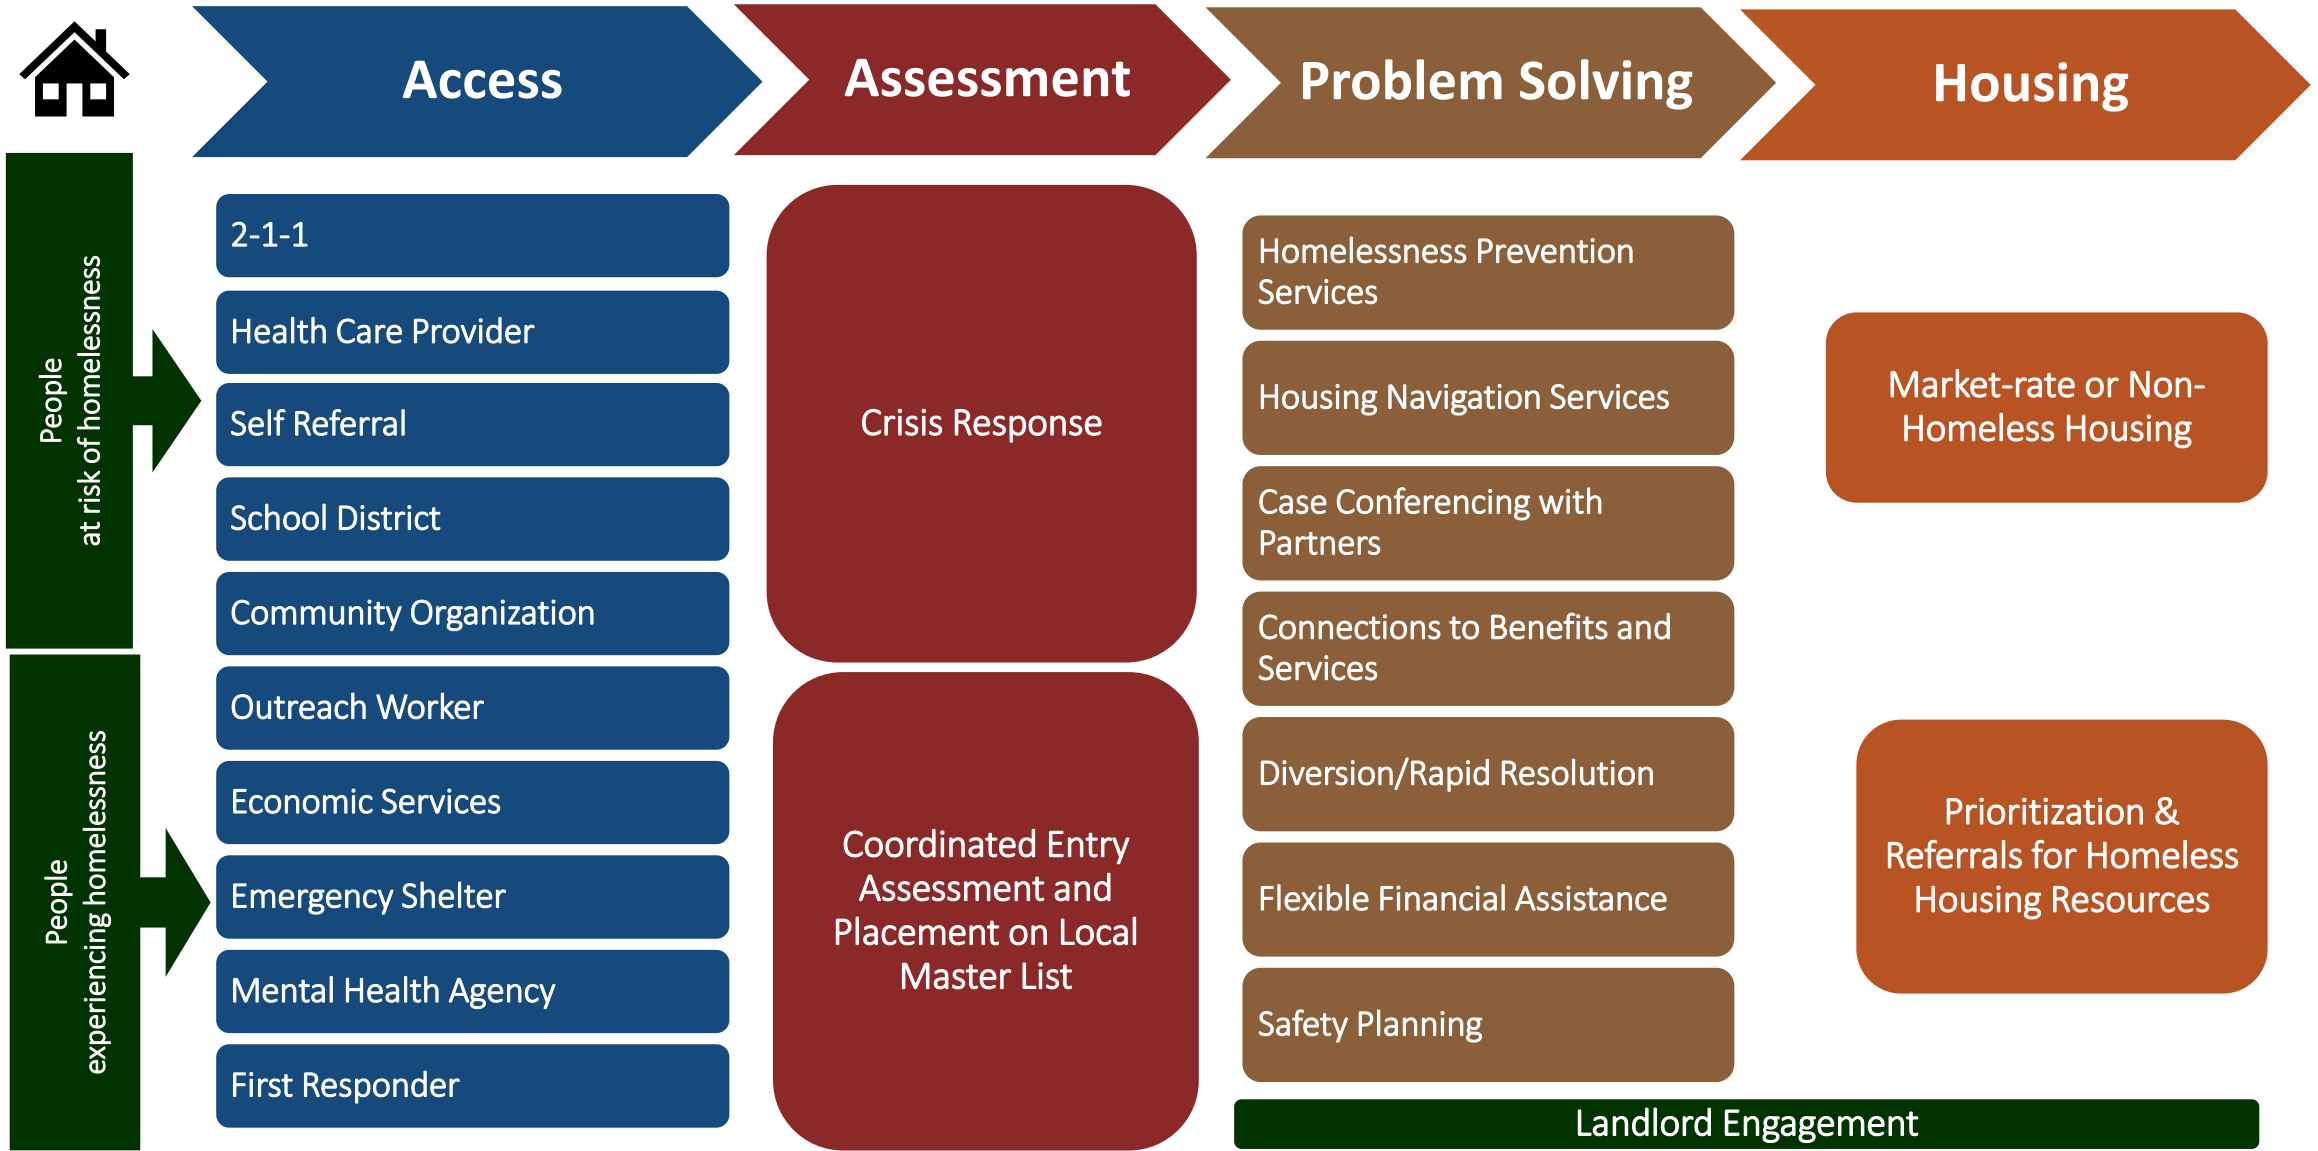 Access
Assessment
Problem Solving
Housing
People
at risk of homelessness
People
experiencing homelessness
2-1-1
Health Care Provider
Self Referral
School District
Community Organization
Outreach Worker
Economic Services
Emergency Shelter
Mental Health Agency
First Responder
Crisis Response
Coordinated Entry
Assessment and
Placement on Local
Master List
Homelessness Prevention
Services
Housing Navigation Services
Case Conferencing with
Partners
Connections to Benefits and
Services
Diversion/Rapid Resolution
Flexible Financial Assistance
Safety Planning
Market-rate or Non-
Homeless Housing
Prioritization &
Referrals for Homeless
Housing Resources
Landlord Engagement